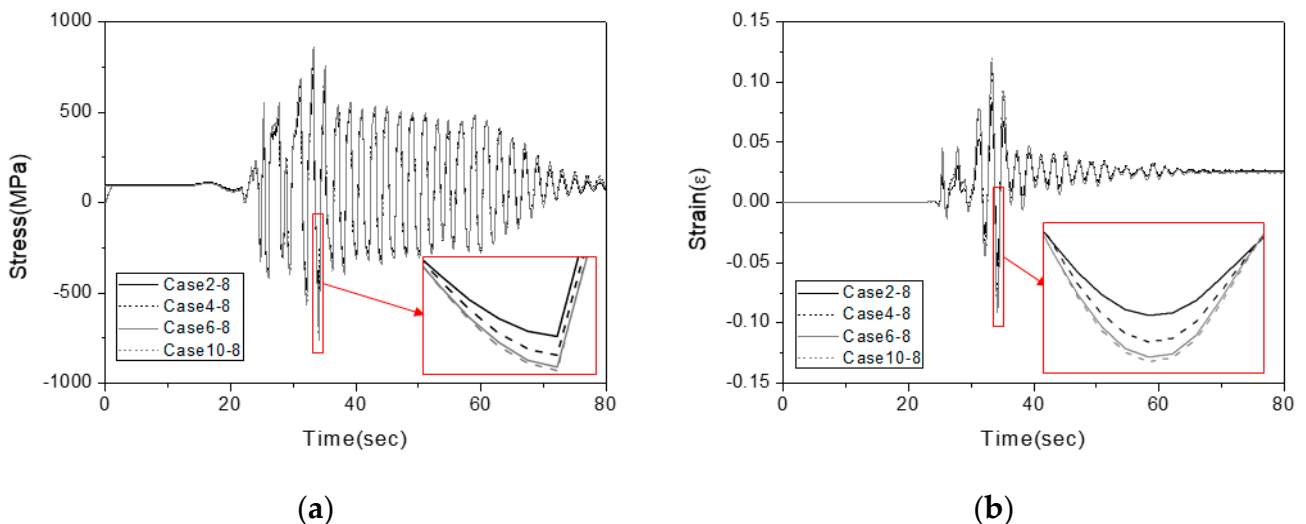 1000
500
0
-500
-1000
Stress(MPa)
Case2-8
Case4-8
Case6-8
Case10-8
0 20 40 60 80
Time(sec)
(a)
0.15
0.10
0.05
0.00
-0.05
-0.10
-0.15
Strain(ε)
Case2-8
Case4-8
Case6-8
Case10-8
0 20 40 60 80
Time(sec)
(b)